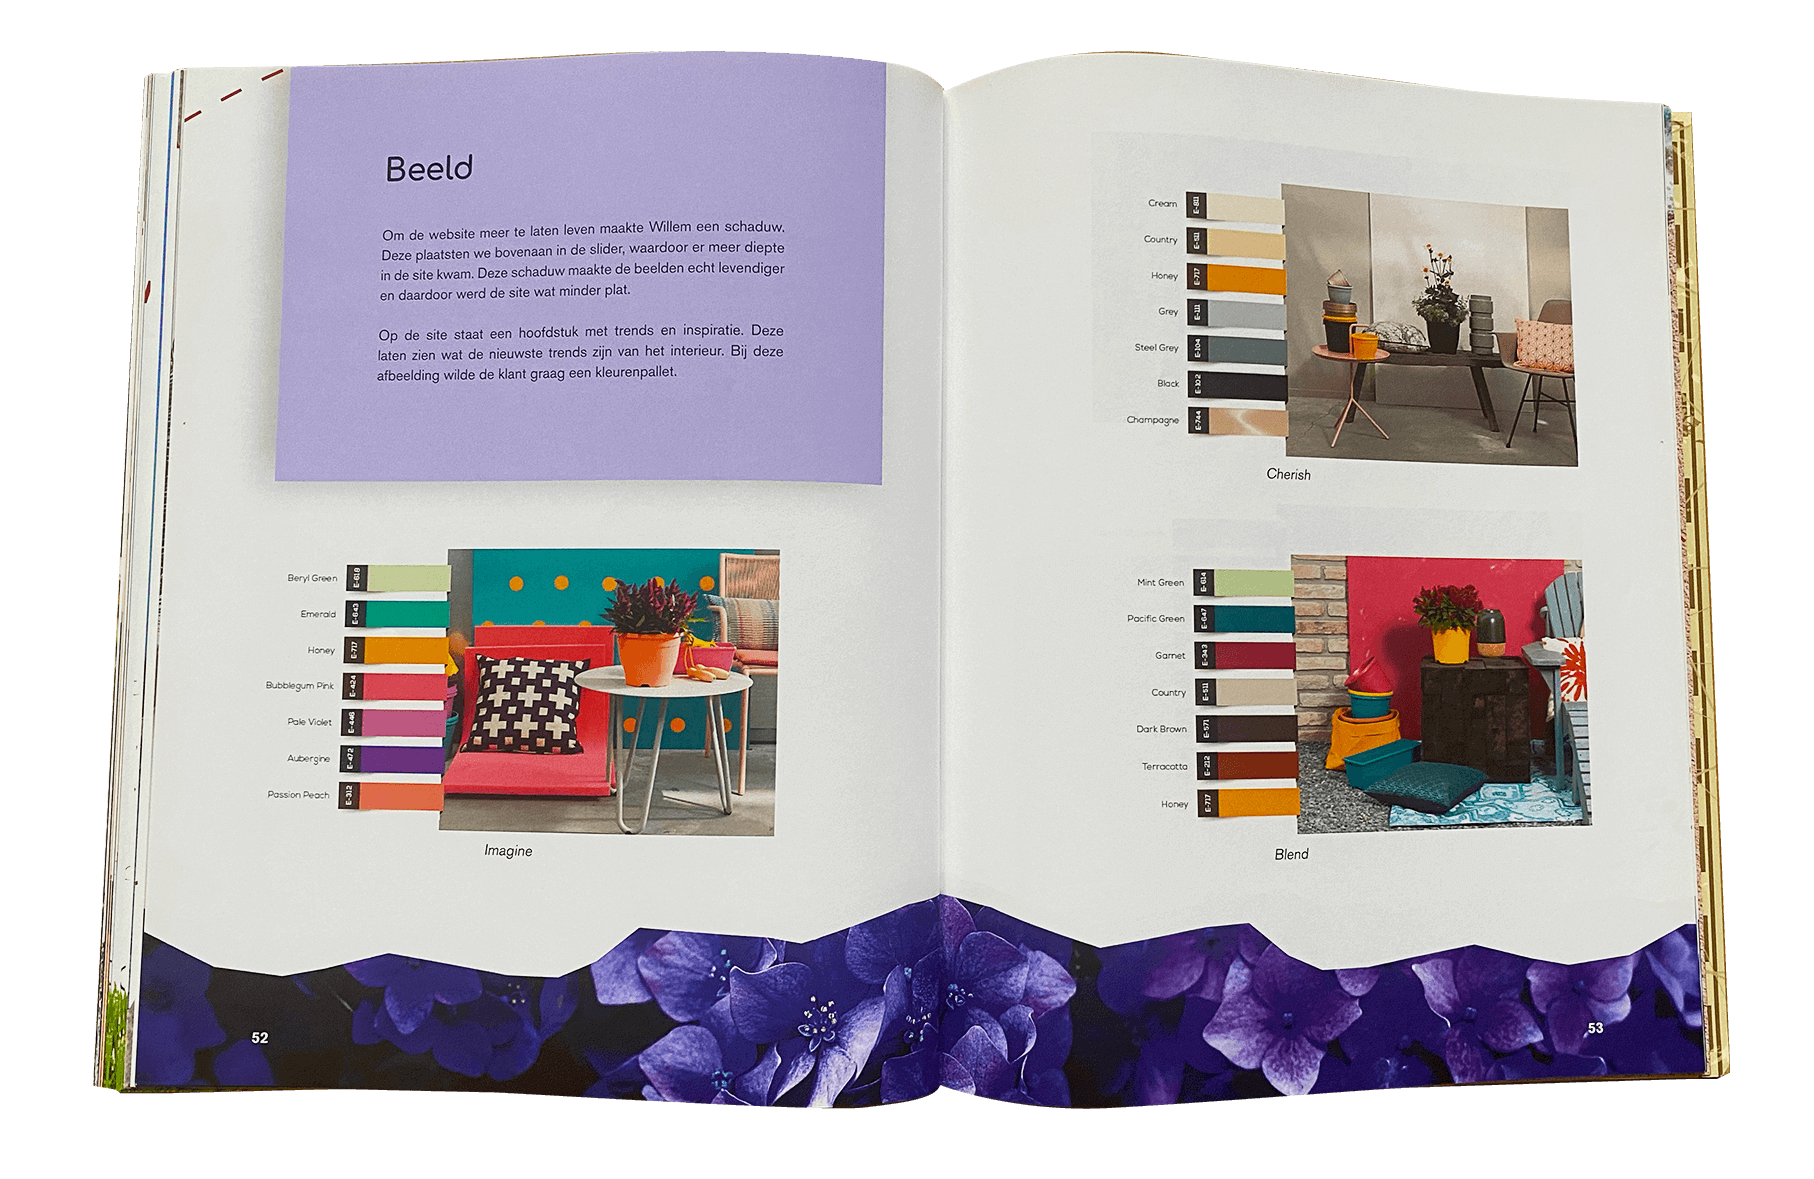 Beeld
Om de website meer te laten leven maakte Willem een schaduw.
Deze plaatsten we bovenaan in de slider, waardoor er meer diepte
in de site kwam. Deze schaduw maakte de beelden echt levendiger
en daardoor werd de site wat minder plat.
Op de site staat een hoofdstuk met trends en inspiratie. Deze
laten zien wat de nieuwste trends zijn van het interieur. Bij deze
afbeelding wilde de klant graag een kleurenpallet.
Beryl Green E-618
Emerald E-643
Honey E-717
Bubblegum Pink E-424
Pale Violet E-446
Aubergine E-472
Passion Peach E-312
Imagine
52
Cream E-811
Country E-511
Honey E-717
Grey E-111
Steel Grey E-104
Black E-102
Champagne E-744
Cherish
Mint Green E-614
Pacific Green E-647
Garnet E-343
Country E-511
Dark Brown E-571
Terracotta E-212
Honey E-717
Blend
53